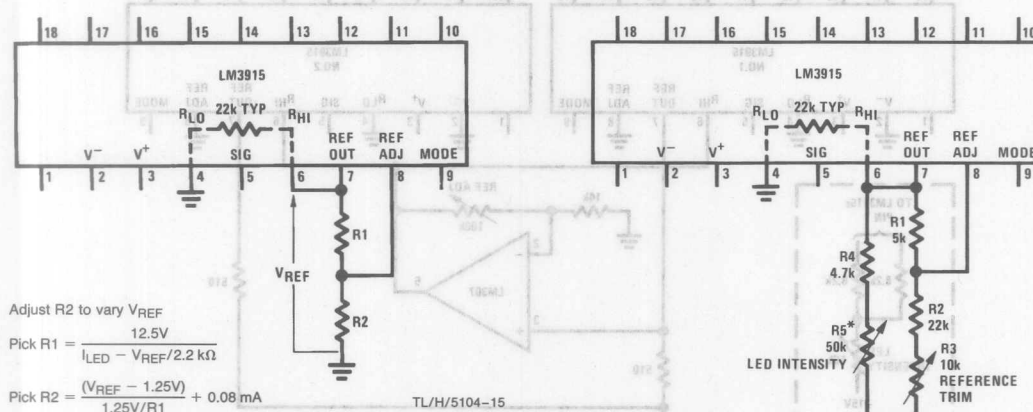 18 17 16 15 14 13 12 11 10
LM3915
22k TYP
RLO RHI
REF OUT
REF ADJ
V− V+ SIG MODE
1 2 3 4 5 6 7 8 9
VREF
R1
R2
Adjust R2 to vary VREF
Pick R1 = 12.5V / ILED − VREF/2.2 kΩ
Pick R2 = (VREF − 1.25V) / 1.25V/R1 + 0.08 mA
TL/H/5104–15
18 17 16 15 14 13 12 11 10
LM3915
22k TYP
RLO RHI
REF OUT
REF ADJ
V− V+ SIG MODE
1 2 3 4 5 6 7 8 9
R1
5k
R4
4.7k
R2
22k
R5*
50k
LED INTENSITY
R3
10k
REFERENCE
TRIM